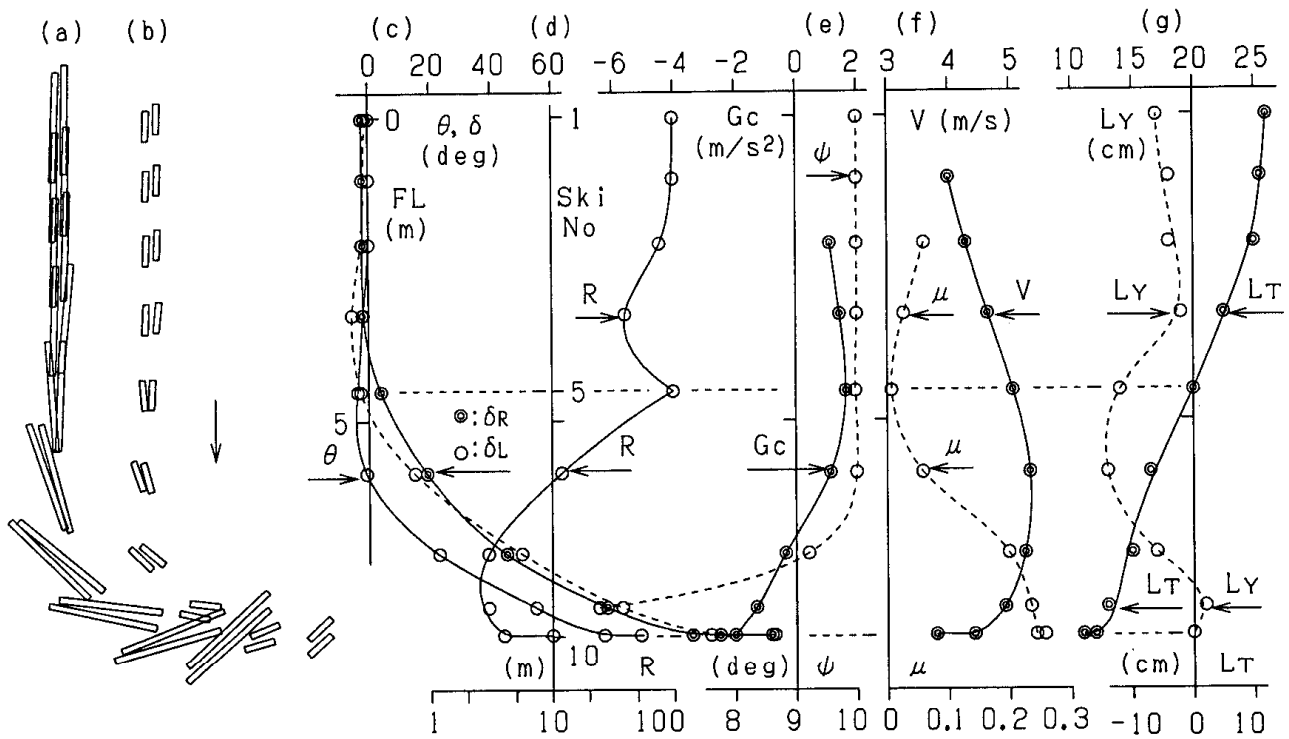 (a) (b) (c) (d) (e) (f) (g)
0 20 40 60 -6 -4 -2 0 2 3 4 5 10 15 20 25
0 θ, δ 1 Gc V (m/s) LY
(deg) (m/s2) ψ (cm)
FL Ski
(m) No
R μ V LY LT
5
5 ⊚:δR
○:δL
θ R Gc μ
LT LY
(m) 10 R (deg) ψ μ (cm) LT
1 10 100 8 9 10 0 0.1 0.2 0.3 -10 0 10